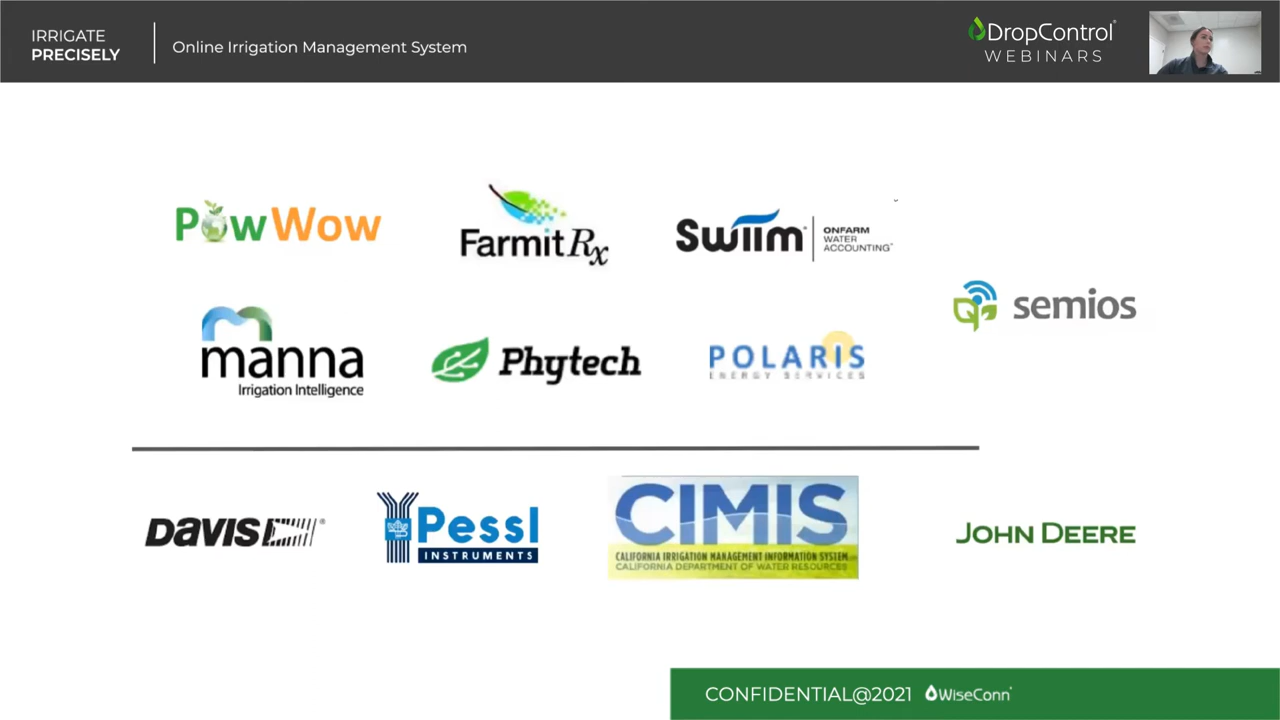 IRRIGATE
PRECISELY
Online Irrigation Management System
DropControl®
WEBINARS
PowWow
FarmitRx
Swiim® ONFARM
WATER
ACCOUNTING®
semios
manna
Irrigation Intelligence
Phytech
POLARIS
ENERGY SERVICES
DAVIS®
Pessl
INSTRUMENTS
CIMIS
CALIFORNIA IRRIGATION MANAGEMENT INFORMATION SYSTEM
CALIFORNIA DEPARTMENT OF WATER RESOURCES
JOHN DEERE
CONFIDENTIAL@2021 WiseConn®